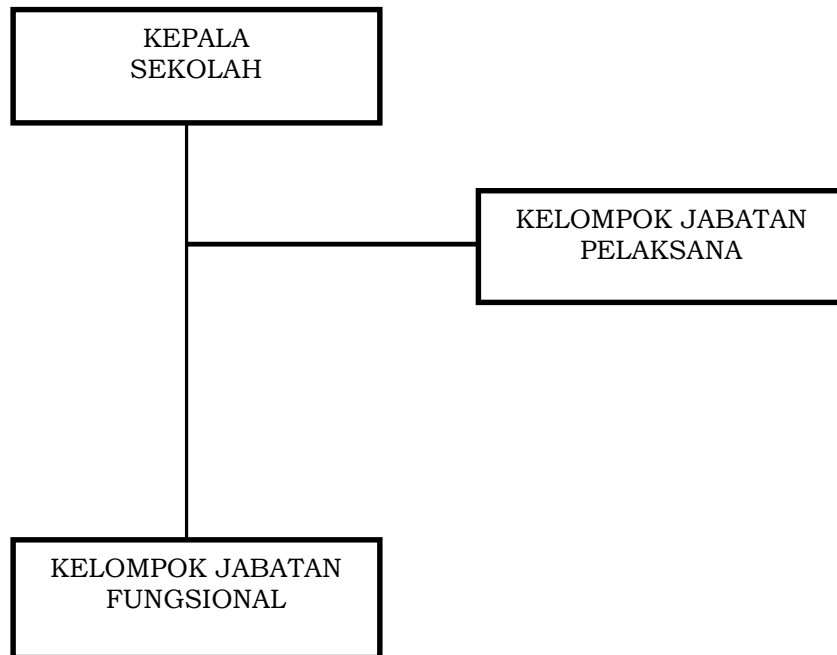 KEPALA
SEKOLAH
KELOMPOK JABATAN
PELAKSANA
KELOMPOK JABATAN
FUNGSIONAL